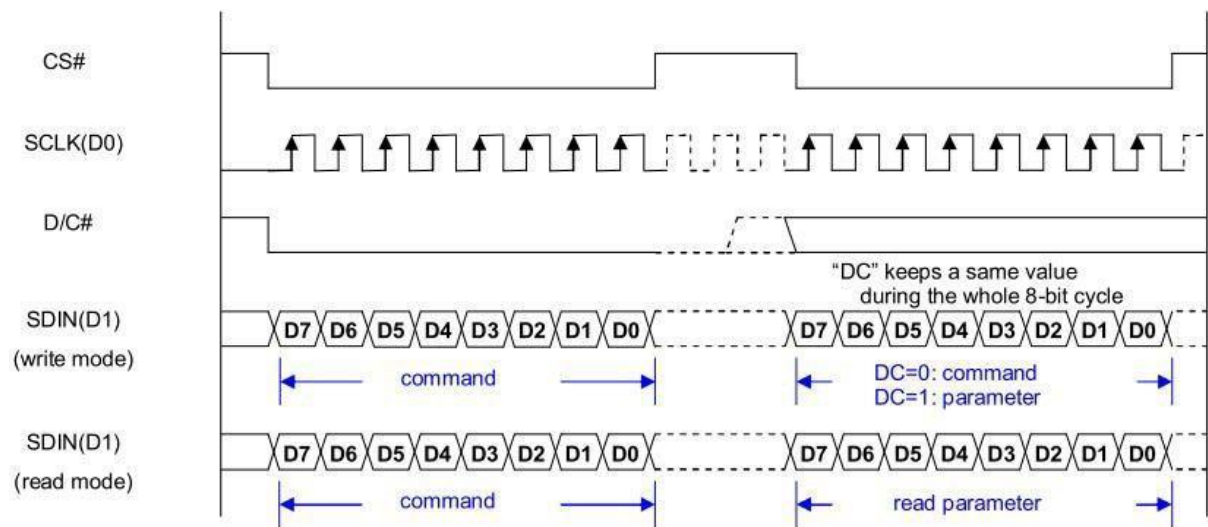 CS#
SCLK(D0)
D/C#
"DC" keeps a same value
during the whole 8-bit cycle
SDIN(D1)
(write mode)
D7 D6 D5 D4 D3 D2 D1 D0 D7 D6 D5 D4 D3 D2 D1 D0
command
DC=0: command
DC=1: parameter
SDIN(D1)
(read mode)
D7 D6 D5 D4 D3 D2 D1 D0 D7 D6 D5 D4 D3 D2 D1 D0
command read parameter